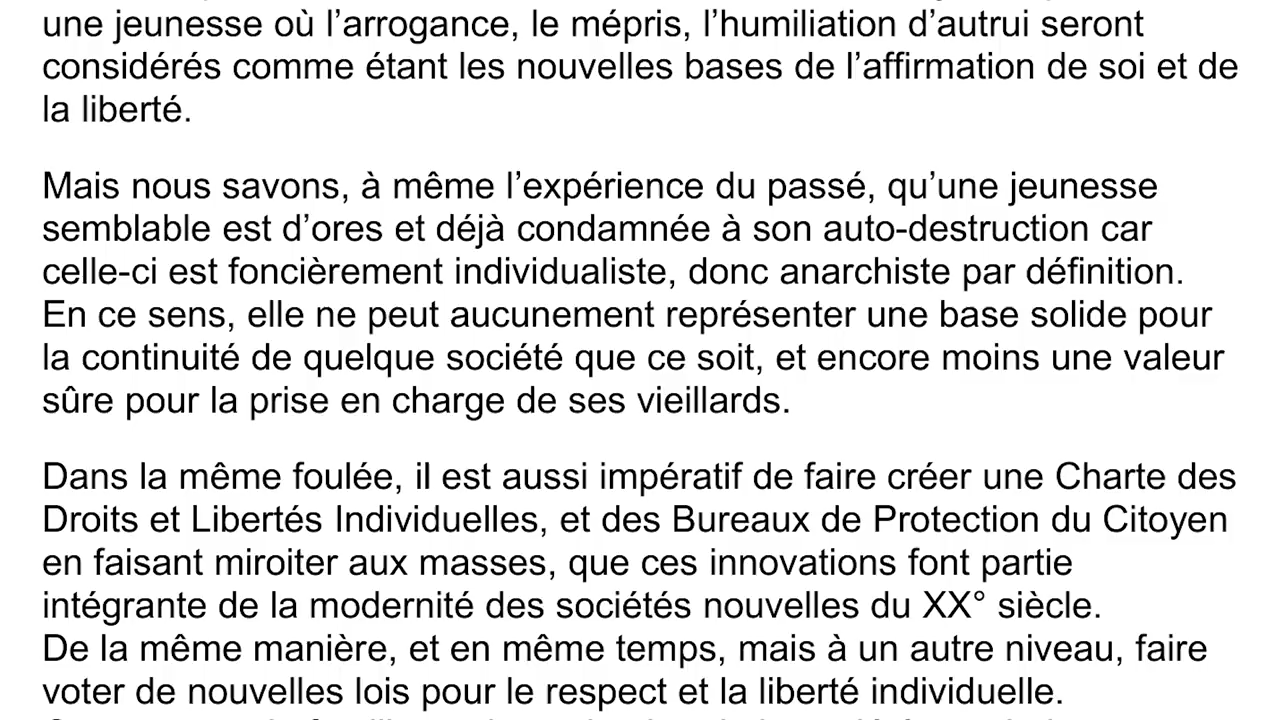 une jeunesse où l’arrogance, le mépris, l’humiliation d’autrui seront
considérés comme étant les nouvelles bases de l’affirmation de soi et de
la liberté.
Mais nous savons, à même l’expérience du passé, qu’une jeunesse
semblable est d’ores et déjà condamnée à son auto-destruction car
celle-ci est foncièrement individualiste, donc anarchiste par définition.
En ce sens, elle ne peut aucunement représenter une base solide pour
la continuité de quelque société que ce soit, et encore moins une valeur
sûre pour la prise en charge de ses vieillards.
Dans la même foulée, il est aussi impératif de faire créer une Charte des
Droits et Libertés Individuelles, et des Bureaux de Protection du Citoyen
en faisant miroiter aux masses, que ces innovations font partie
intégrante de la modernité des sociétés nouvelles du XX° siècle.
De la même manière, et en même temps, mais à un autre niveau, faire
voter de nouvelles lois pour le respect et la liberté individuelle.